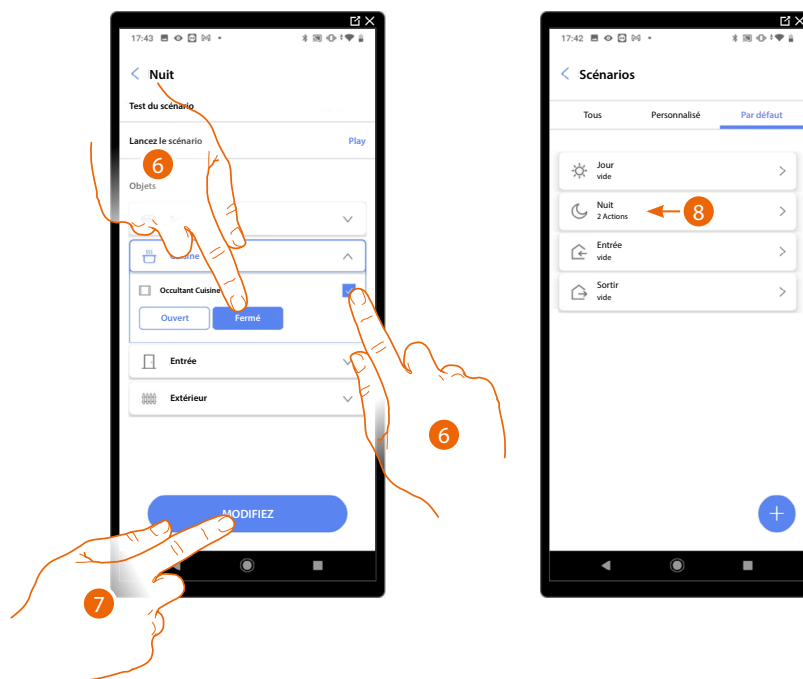 17:43
Nuit
Test du scénario
Lancez le scénario Play
6
Objets
Cuisine
Occultant Cuisine
Ouvert Fermé
Entrée
Extérieur
6
MODIFIEZ
7
17:42
Scénarios
Tous Personnalisé Par défaut
Jour
vide
Nuit
2 Actions
8
Entrée
vide
Sortir
vide